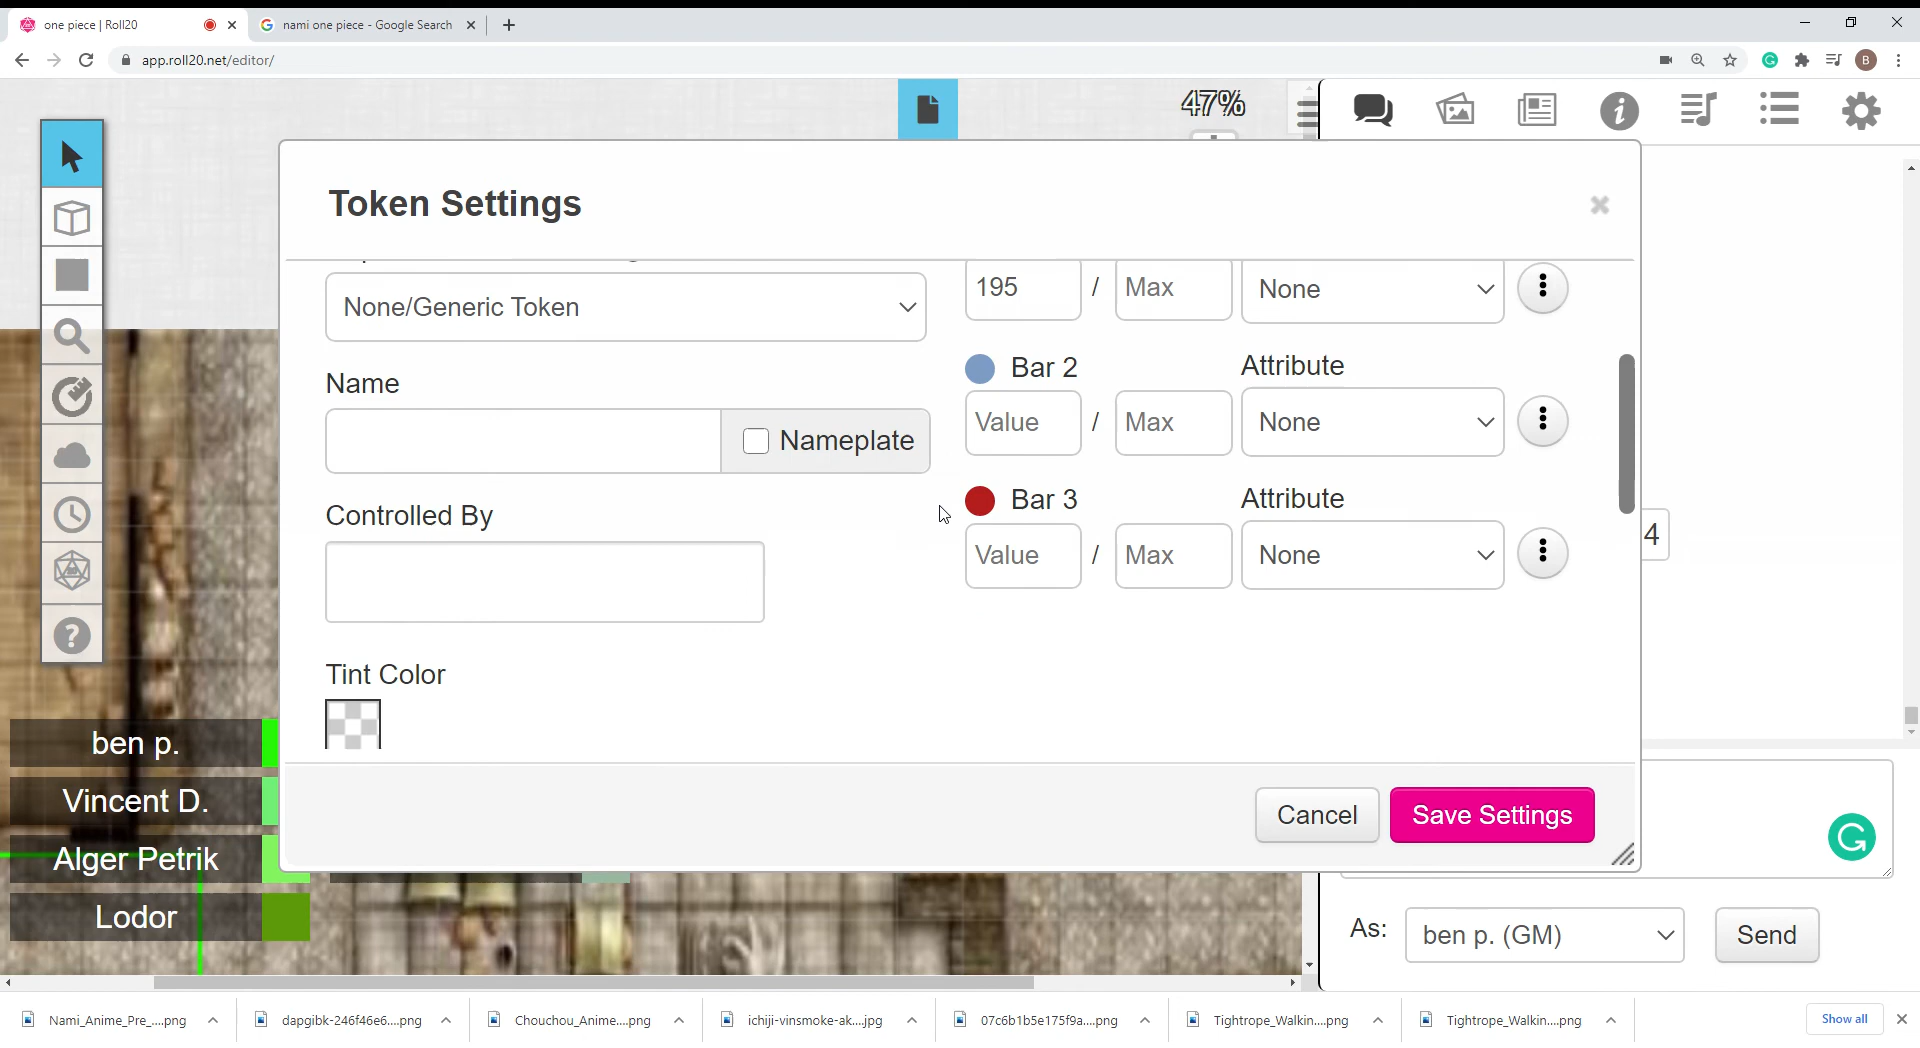 one piece | Roll20
nami one piece - Google Search
app.roll20.net/editor/
47%
Token Settings
None/Generic Token
195 / Max None
Name
Nameplate
Bar 2 Attribute
Value / Max None
Controlled By
Bar 3 Attribute
Value / Max None
4
Tint Color
Cancel
Save Settings
ben p.
Vincent D.
Alger Petrik
Lodor
As:
ben p. (GM)
Send
Nami_Anime_Pre_....png
dapgibk-246f46e6....png
Chouchou_Anime....png
ichiji-vinsmoke-ak....jpg
07c6b1b5e175f9a....png
Tightrope_Walkin....png
Tightrope_Walkin....png
Show all